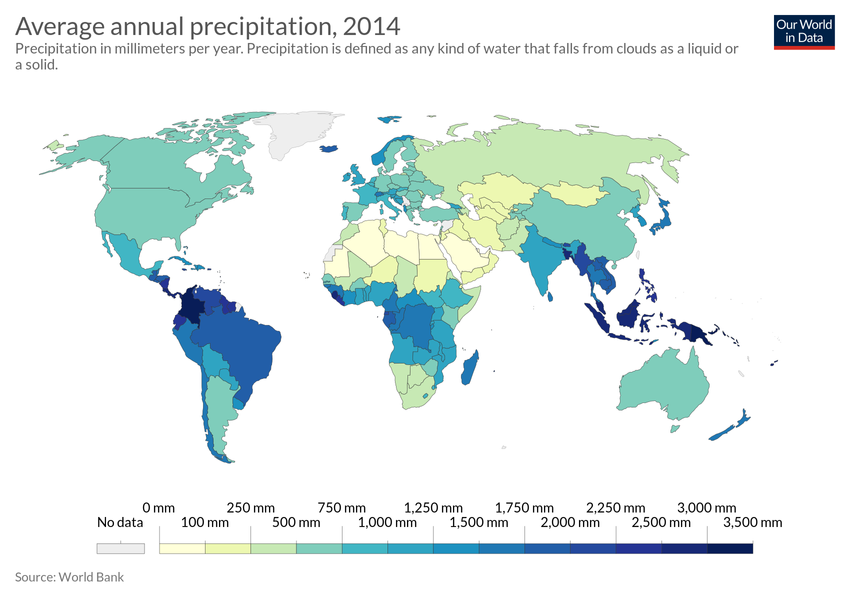 Average annual precipitation, 2014
Our World
in Data
Precipitation in millimeters per year. Precipitation is defined as any kind of water that falls from clouds as a liquid or
a solid.
0 mm 250 mm 750 mm 1,250 mm 1,750 mm 2,250 mm 3,000 mm
No data 100 mm 500 mm 1,000 mm 1,500 mm 2,000 mm 2,500 mm 3,500 mm
Source: World Bank